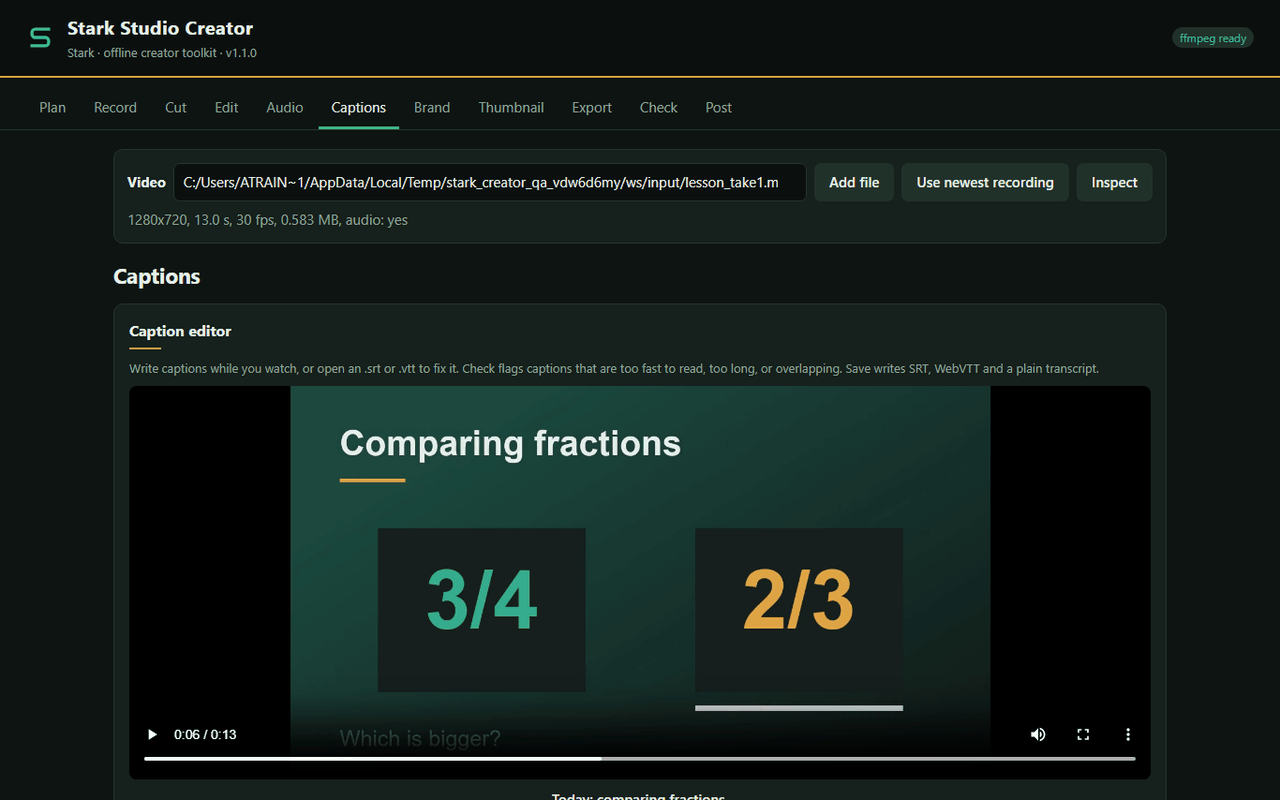 Stark Studio Creator
Stark · offline creator toolkit · v1.1.0
ffmpeg ready
Plan Record Cut Edit Audio Captions Brand Thumbnail Export Check Post
Video C:/Users/ATRAIN~1/AppData/Local/Temp/stark_creator_qa_vdw6d6my/ws/input/lesson_take1.m Add file Use newest recording Inspect
1280x720, 13.0 s, 30 fps, 0.583 MB, audio: yes
Captions
Caption editor
Write captions while you watch, or open an .srt or .vtt to fix it. Check flags captions that are too fast to read, too long, or overlapping. Save writes SRT, WebVTT and a plain transcript.
Comparing fractions
3/4 2/3
Which is bigger?
0:06 / 0:13
Today: comparing fractions